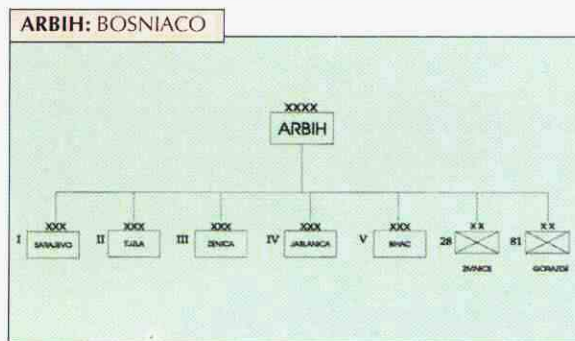 ARBIH: BOSNIACO
XXXX
ARBIH
XXX XXX XXX XXX XXX XX XX
I SARAJEVO II TUZLA III ZENICA IV JABLANICA V BIHAC 28 81
ZIVINICE GORAZDE